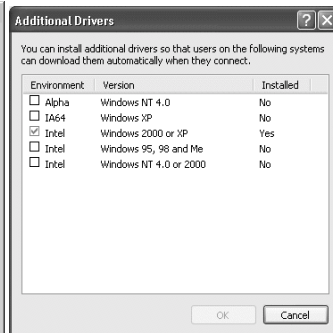 Additional Drivers
You can install additional drivers so that users on the following systems
can download them automatically when they connect.
Environment Version Installed
Alpha Windows NT 4.0 No
IA64 Windows XP No
Intel Windows 2000 or XP Yes
Intel Windows 95, 98 and Me No
Intel Windows NT 4.0 or 2000 No
OK Cancel